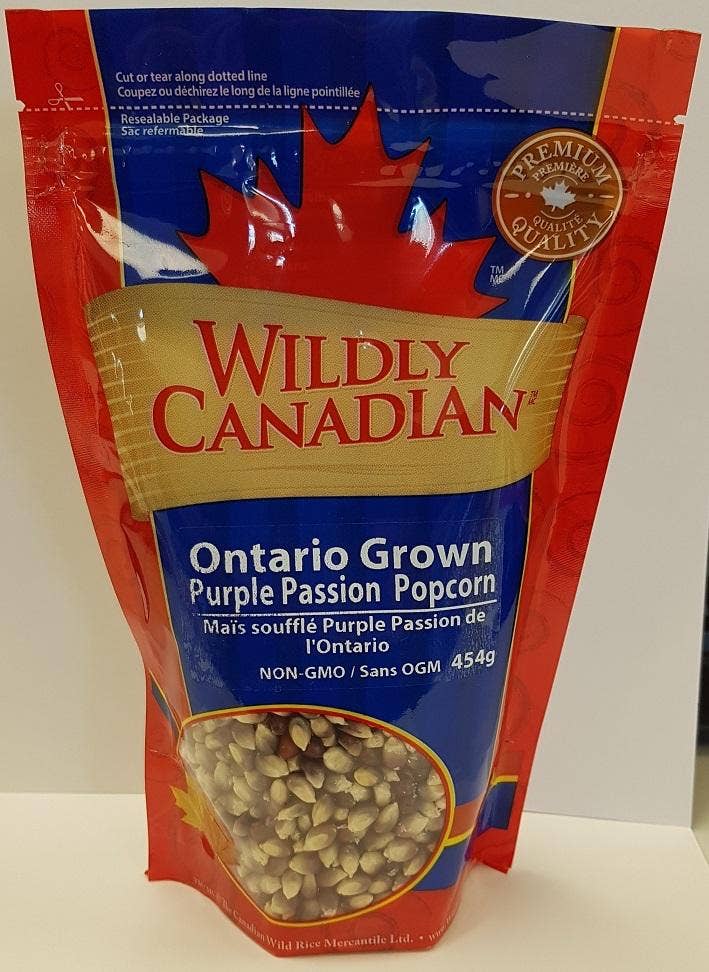 Cut or tear along dotted line
Coupez ou déchirez le long de la ligne pointillée
Resealable Package
Sac refermable
PREMIUM
PREMIÈRE
QUALITÉ
QUALITY
TM
MC
WILDLY
CANADIAN TM
MC
Ontario Grown
Purple Passion Popcorn
Maïs soufflé Purple Passion de
l'Ontario
NON-GMO / Sans OGM 454g
The Canadian Wild Rice Mercantile Ltd. •